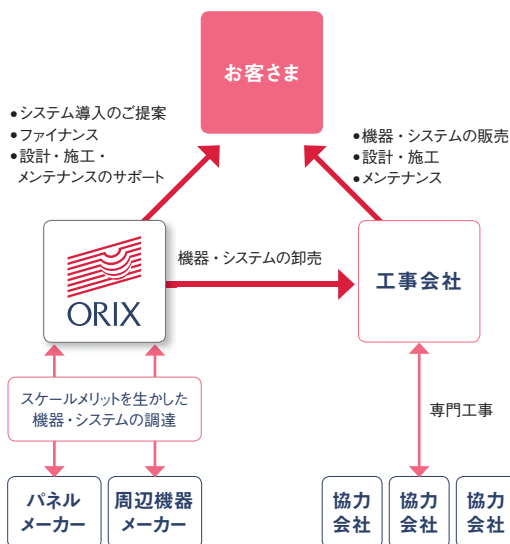 お客さま
●システム導入のご提案
●ファイナンス
●設計・施工・
メンテナンスのサポート
●機器・システムの販売
●設計・施工
●メンテナンス
機器・システムの卸売
ORIX
工事会社
スケールメリットを生かした
機器・システムの調達
専門工事
パネル
メーカー
周辺機器
メーカー
協力
会社
協力
会社
協力
会社